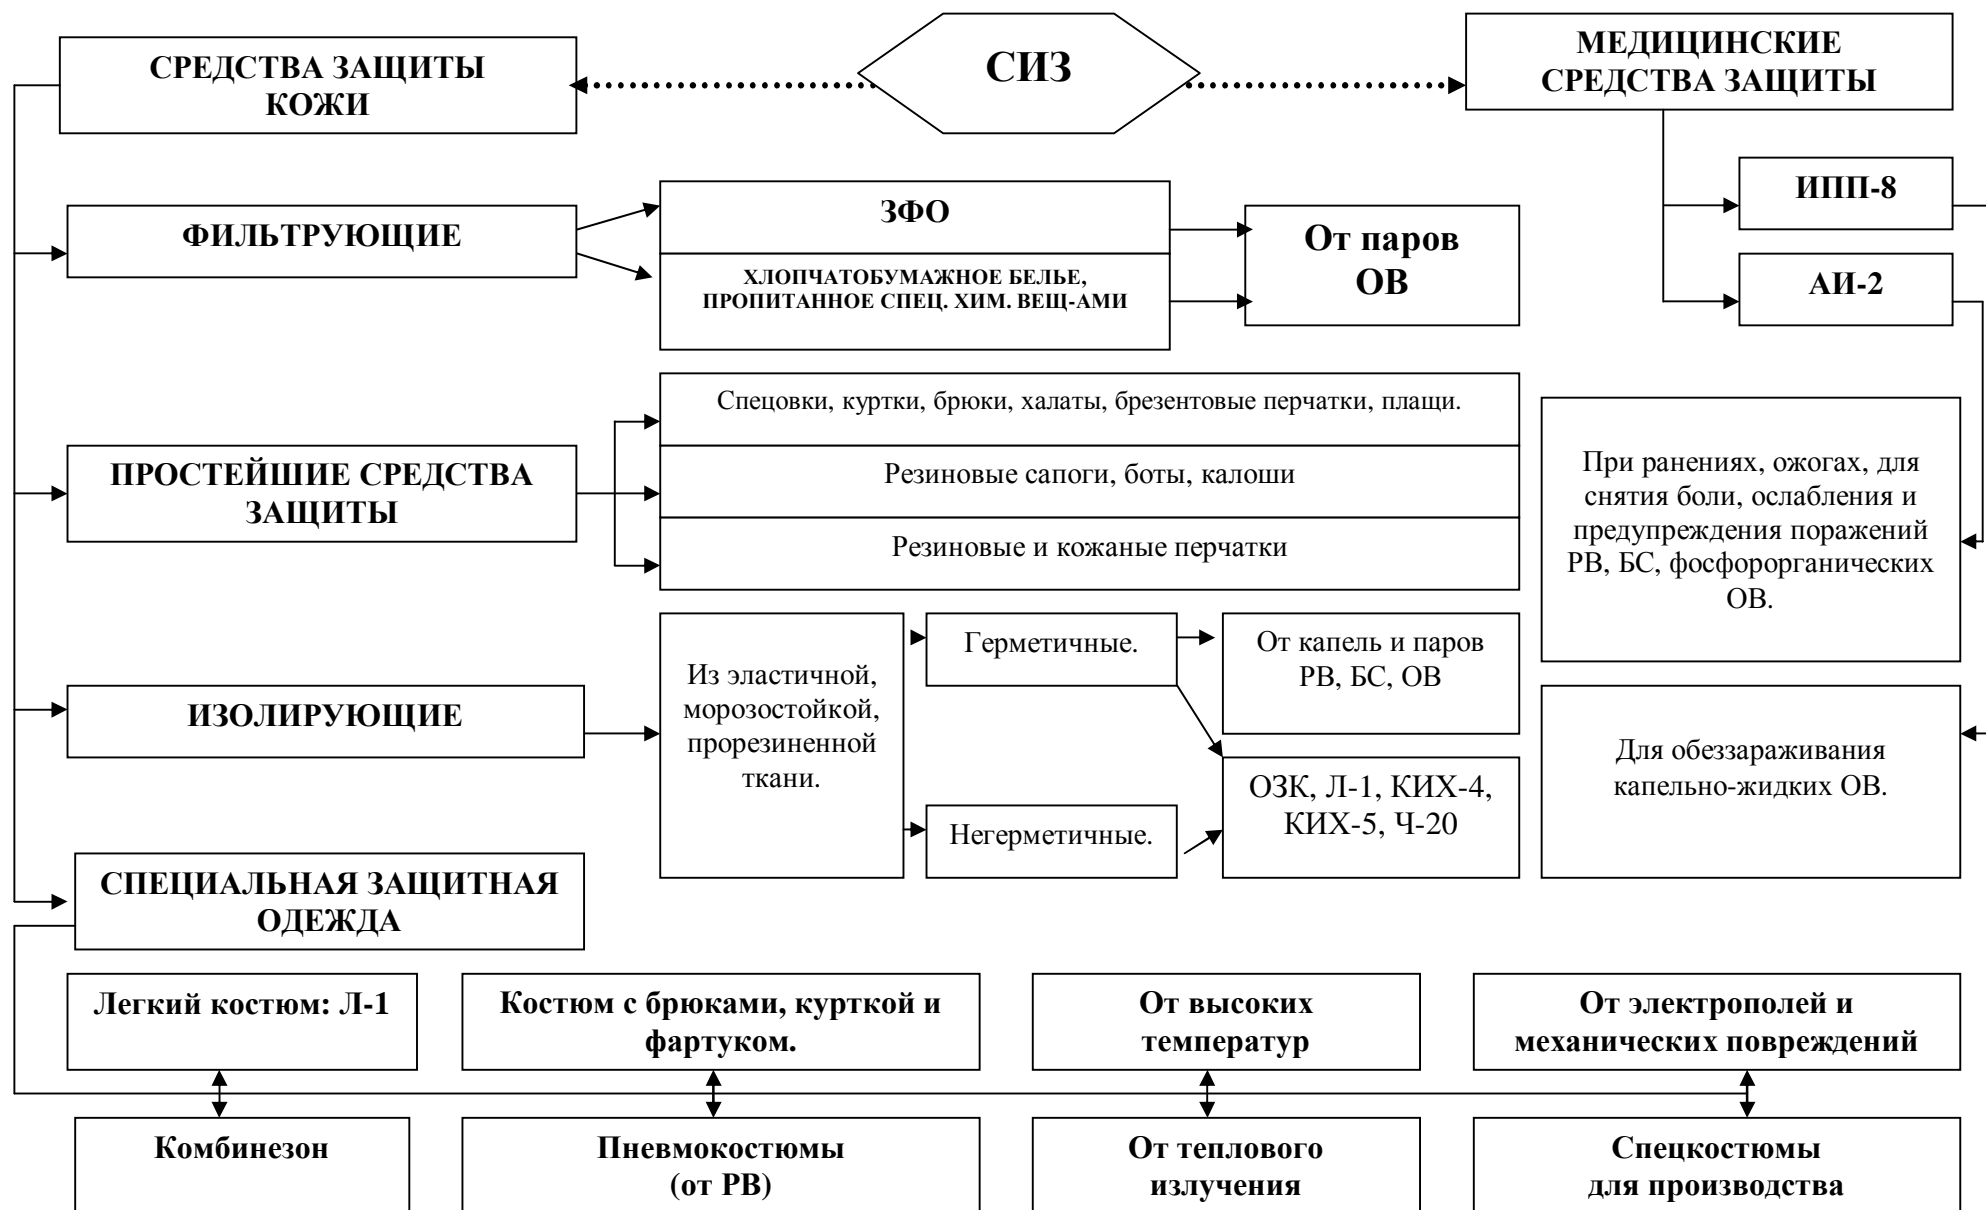 СРЕДСТВА ЗАЩИТЫ
КОЖИ
СИЗ
МЕДИЦИНСКИЕ
СРЕДСТВА ЗАЩИТЫ
ИПП-8
АИ-2
ФИЛЬТРУЮЩИЕ
ЗФО
ХЛОПЧАТОБУМАЖНОЕ БЕЛЬЕ,
ПРОПИТАННОЕ СПЕЦ. ХИМ. ВЕЩ-АМИ
От паров
ОВ
ПРОСТЕЙШИЕ СРЕДСТВА
ЗАЩИТЫ
Спецовки, куртки, брюки, халаты, брезентовые перчатки, плащи.
Резиновые сапоги, боты, калоши
Резиновые и кожаные перчатки
При ранениях, ожогах, для
снятия боли, ослабления и
предупреждения поражений
РВ, БС, фосфорорганических
ОВ.
ИЗОЛИРУЮЩИЕ
Из эластичной,
морозостойкой,
прорезиненной
ткани.
Герметичные.
Негерметичные.
От капель и паров
РВ, БС, ОВ
ОЗК, Л-1, КИХ-4,
КИХ-5, Ч-20
Для обеззараживания
капельно-жидких ОВ.
СПЕЦИАЛЬНАЯ ЗАЩИТНАЯ
ОДЕЖДА
Легкий костюм: Л-1
Костюм с брюками, курткой и
фартуком.
От высоких
температур
От электрополей и
механических повреждений
Комбинезон
Пневмокостюмы
(от РВ)
От теплового
излучения
Спецкостюмы
для производства